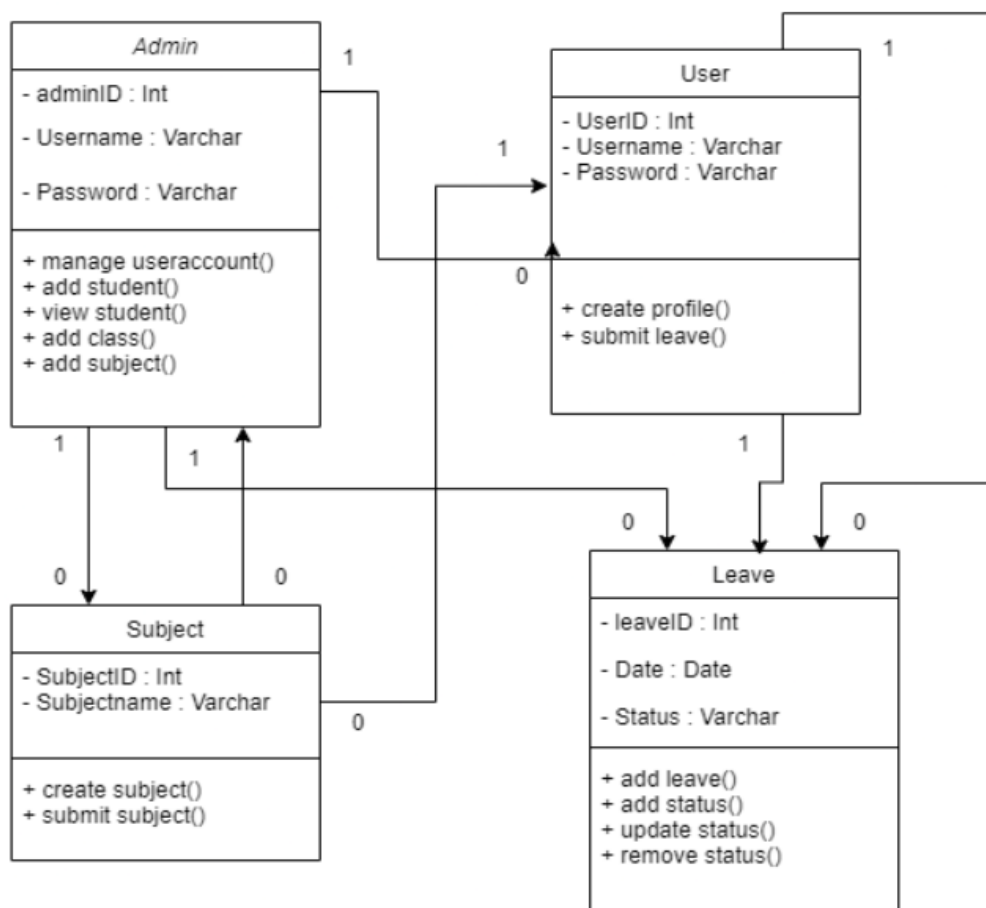 Admin
- adminID : Int
- Username : Varchar
- Password : Varchar
+ manage useraccount()
+ add student()
+ view student()
+ add class()
+ add subject()
1
1
0
1
User
- UserID : Int
- Username : Varchar
- Password : Varchar
+ create profile()
+ submit leave()
1
1
1
0
0
0
0
Subject
- SubjectID : Int
- Subjectname : Varchar
+ create subject()
+ submit subject()
0
Leave
- leaveID : Int
- Date : Date
- Status : Varchar
+ add leave()
+ add status()
+ update status()
+ remove status()